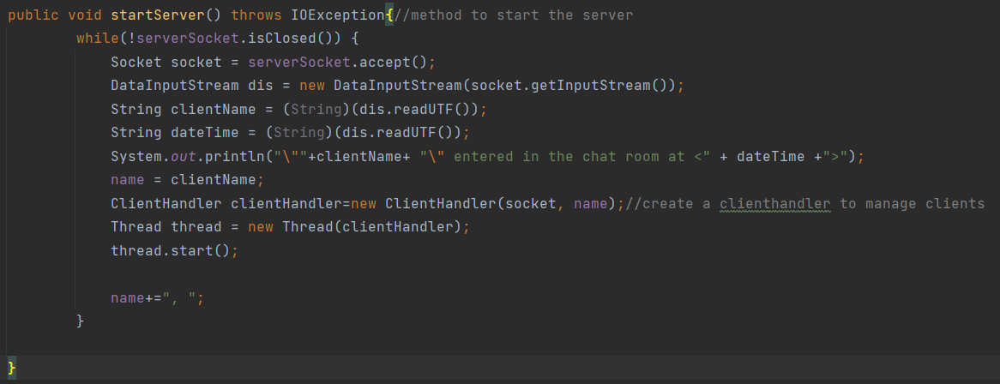 public void startServer() throws IOException{//method to start the server
while(!serverSocket.isClosed()) {
Socket socket = serverSocket.accept();
DataInputStream dis = new DataInputStream(socket.getInputStream());
String clientName = (String)(dis.readUTF());
String dateTime = (String)(dis.readUTF());
System.out.println("\""+clientName+ "\" entered in the chat room at <" + dateTime +">");
name = clientName;
ClientHandler clientHandler=new ClientHandler(socket, name);//create a clienthandler to manage clients
Thread thread = new Thread(clientHandler);
thread.start();
name+=", ";
}
}